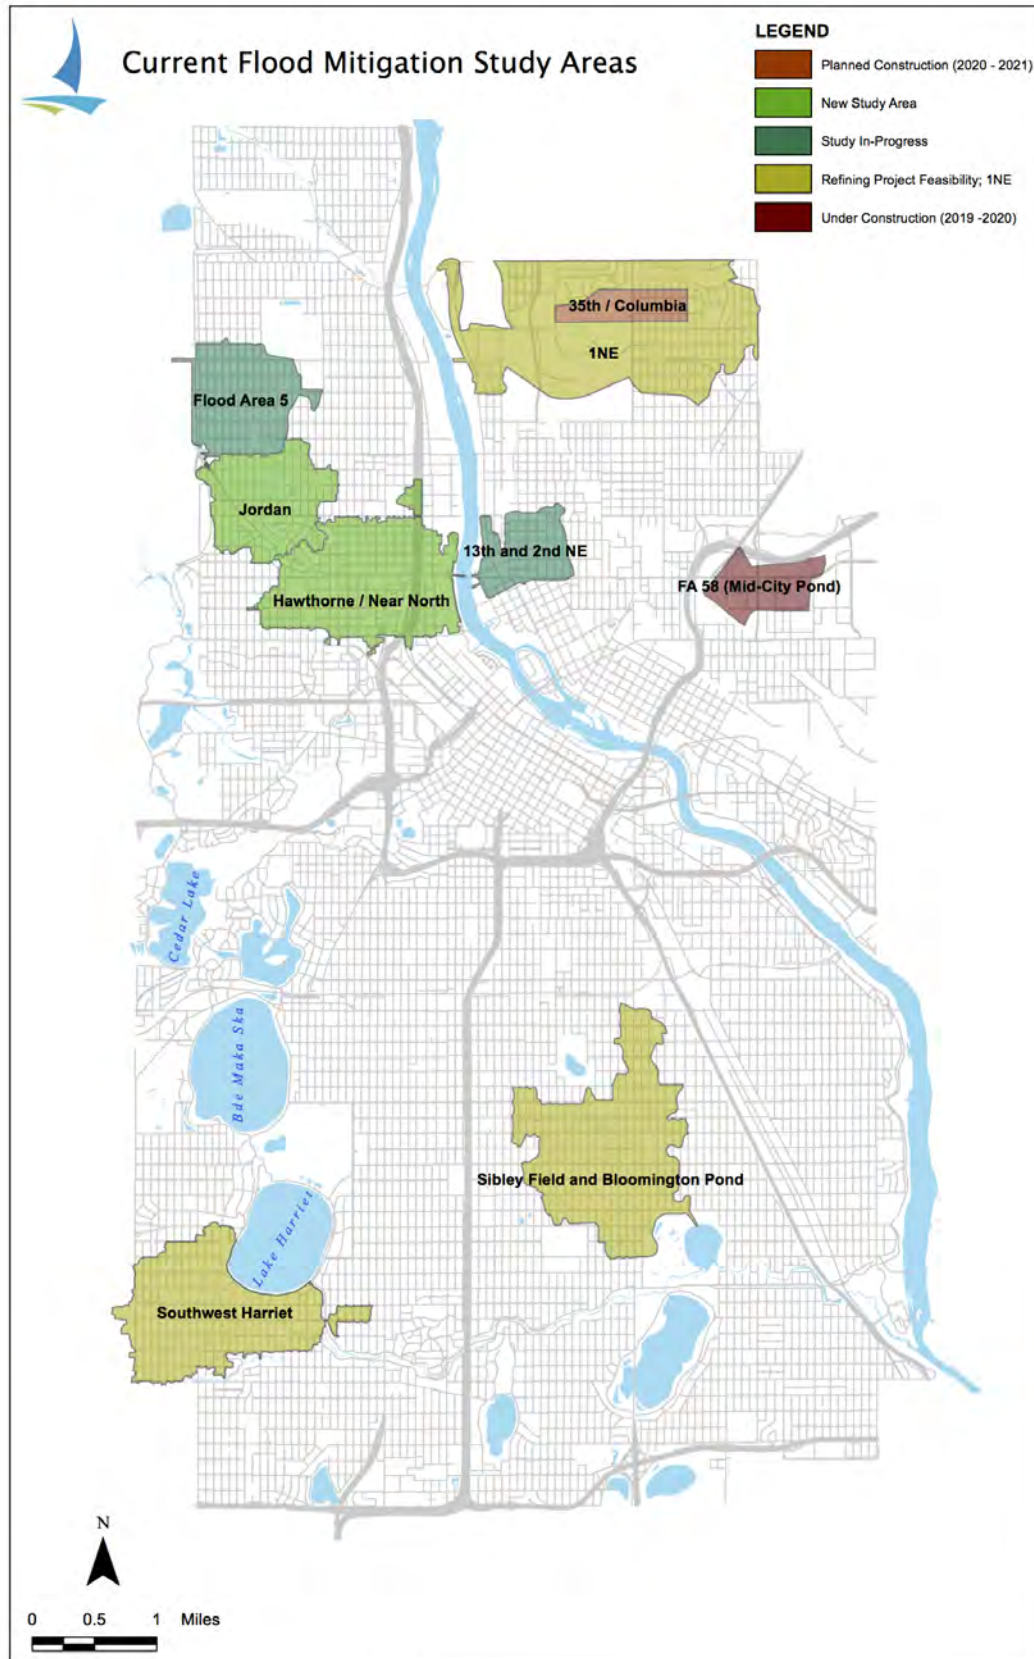 Current Flood Mitigation Study Areas
LEGEND
Planned Construction (2020 - 2021)
New Study Area
Study In-Progress
Refining Project Feasibility; 1NE
Under Construction (2019 -2020)
35th / Columbia
1NE
Flood Area 5
Jordan
13th and 2nd NE
FA 58 (Mid-City Pond)
Hawthorne / Near North
Cedar Lake
Bde Maka Ska
Sibley Field and Bloomington Pond
Lake Harriet
Southwest Harriet
N
0 0.5 1 Miles